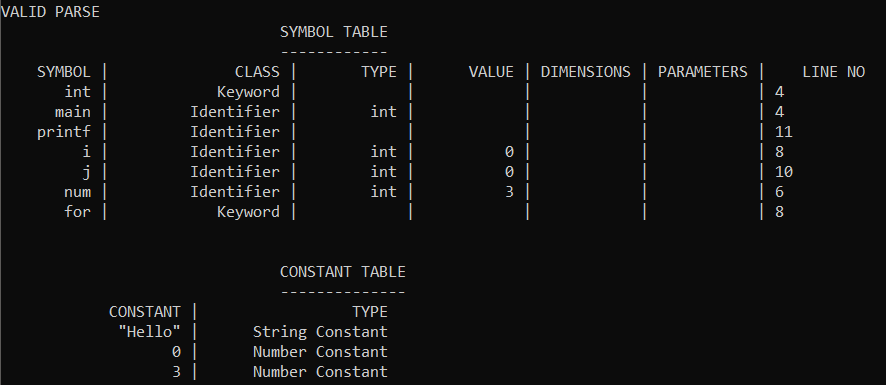 VALID PARSE
SYMBOL TABLE
------------
SYMBOL | CLASS | TYPE | VALUE | DIMENSIONS | PARAMETERS | LINE NO
int | Keyword | | | | | 4
main | Identifier | int | | | | 4
printf | Identifier | | | | | 11
i | Identifier | int | 0 | | | 8
j | Identifier | int | 0 | | | 10
num | Identifier | int | 3 | | | 6
for | Keyword | | | | | 8
CONSTANT TABLE
--------------
CONSTANT | TYPE
"Hello" | String Constant
0 | Number Constant
3 | Number Constant